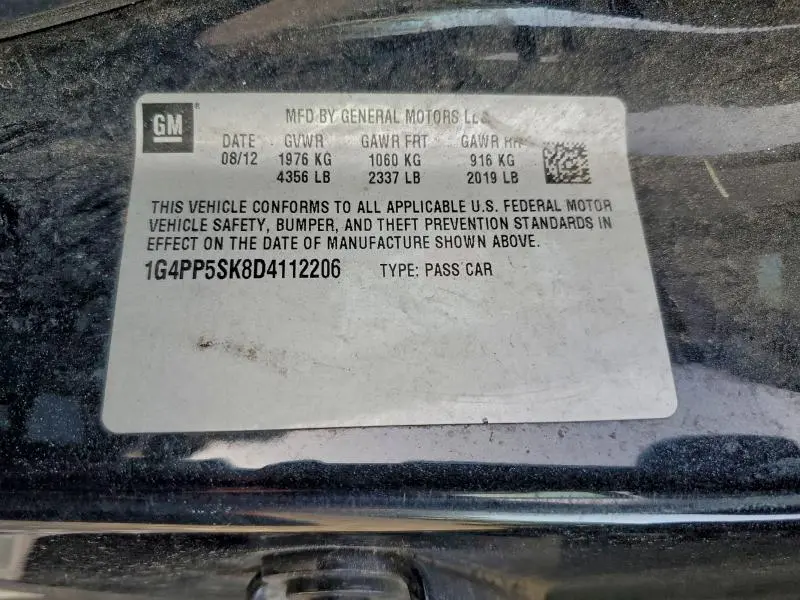 GM ®
MFD BY GENERAL MOTORS LLC
DATE GVWR GAWR FRT GAWR RR
08/12 1976 KG 1060 KG 916 KG
4356 LB 2337 LB 2019 LB
THIS VEHICLE CONFORMS TO ALL APPLICABLE U.S. FEDERAL MOTOR
VEHICLE SAFETY, BUMPER, AND THEFT PREVENTION STANDARDS IN
EFFECT ON THE DATE OF MANUFACTURE SHOWN ABOVE.
1G4PP5SK8D4112206 TYPE: PASS CAR